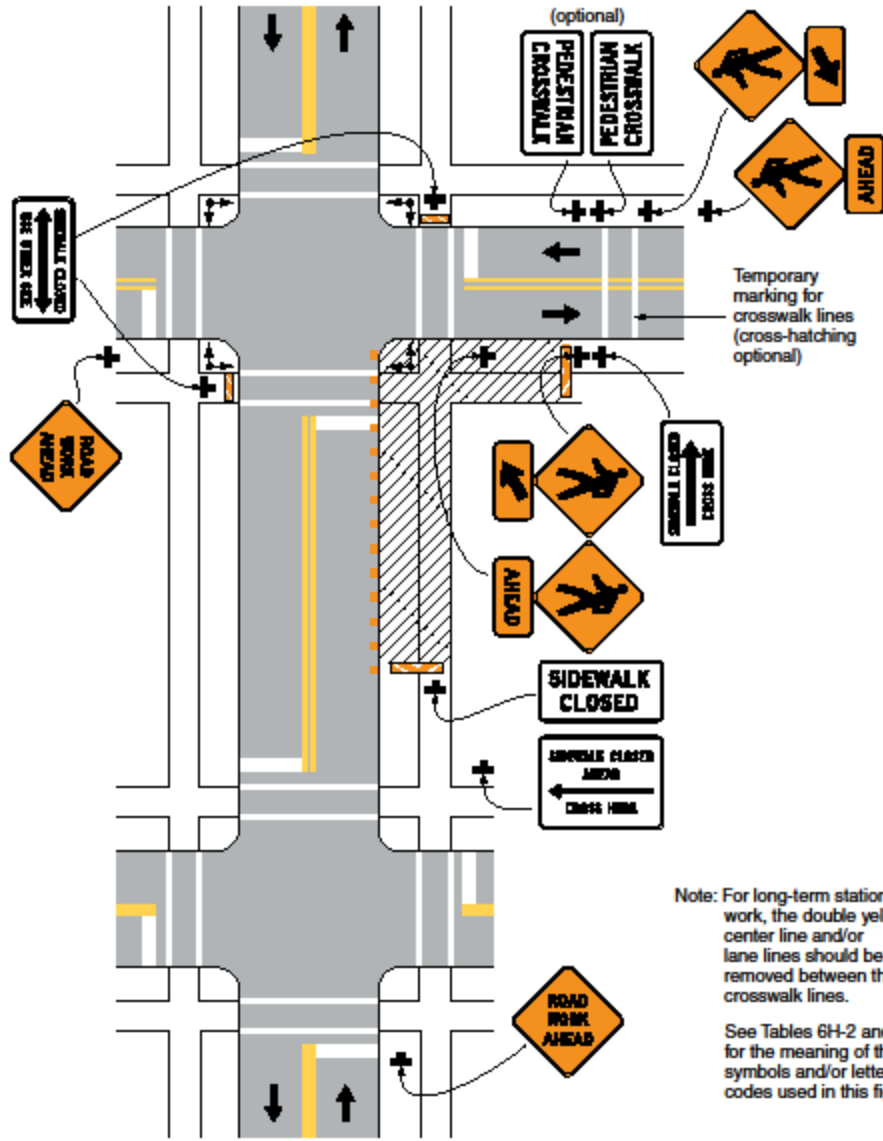 (optional)
PEDESTRIAN
CROSSWALK
PEDESTRIAN
CROSSWALK
AHEAD
SIDEWALK CLOSED
USE OTHER SIDE
Temporary
marking for
crosswalk lines
(cross-hatching
optional)
ROAD
WORK
AHEAD
SIDEWALK CLOSED
CROSS HERE
AHEAD
SIDEWALK
CLOSED
SIDEWALK CLOSED
AHEAD
CROSS HERE
ROAD
WORK
AHEAD
Note: For long-term station
work, the double yel
center line and/or
lane lines should be
removed between th
crosswalk lines.
See Tables 6H-2 and
for the meaning of th
symbols and/or lette
codes used in this fi